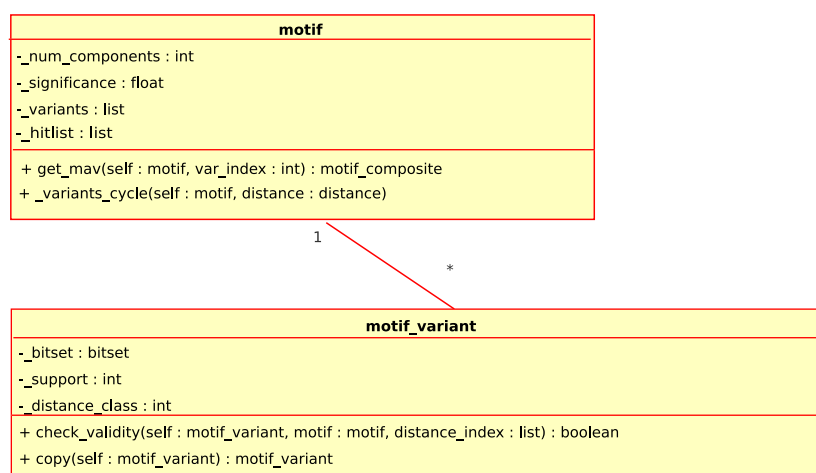 motif
-_num_components : int
-_significance : float
-_variants : list
-_hitlist : list
+ get_mav(self : motif, var_index : int) : motif_composite
+ _variants_cycle(self : motif, distance : distance)
1
*
motif_variant
-_bitset : bitset
-_support : int
-_distance_class : int
+ check_validity(self : motif_variant, motif : motif, distance_index : list) : boolean
+ copy(self : motif_variant) : motif_variant